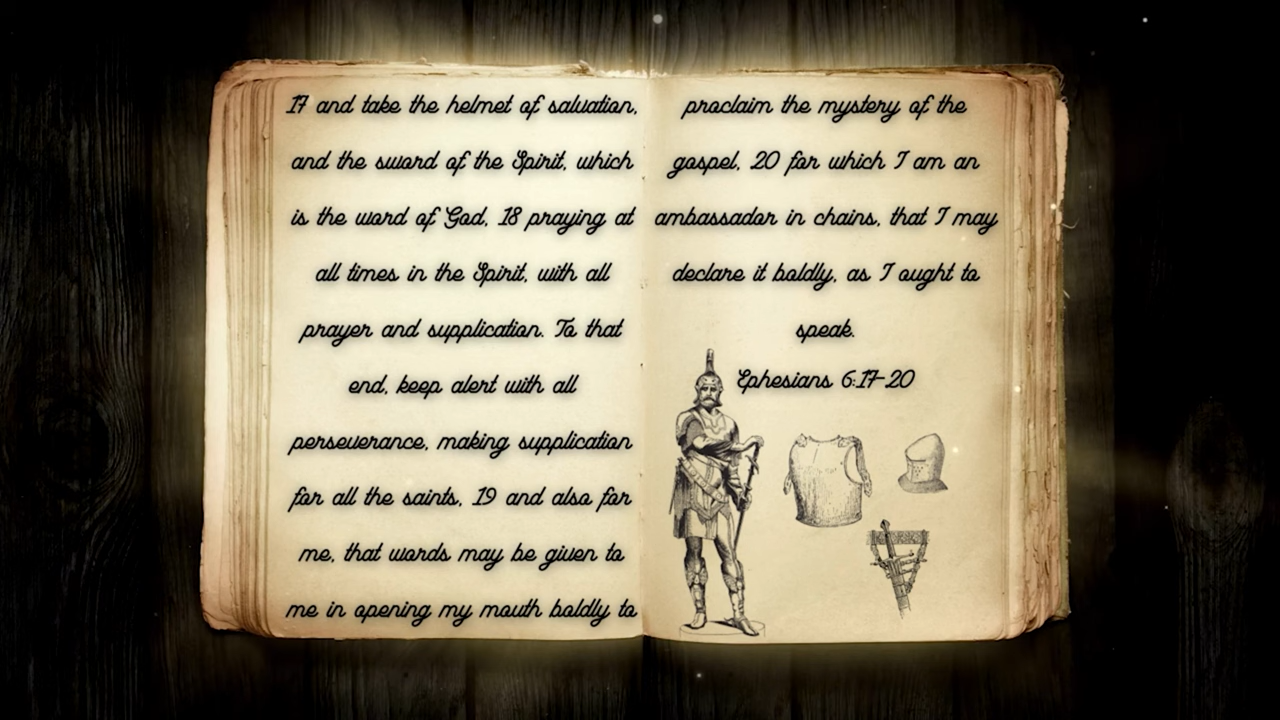 17 and take the helmet of salvation,
and the sword of the Spirit, which
is the word of God, 18 praying at
all times in the Spirit, with all
prayer and supplication. To that
end, keep alert with all
perseverance, making supplication
for all the saints, 19 and also for
me, that words may be given to
me in opening my mouth boldly to
proclaim the mystery of the
gospel, 20 for which I am an
ambassador in chains, that I may
declare it boldly, as I ought to
speak.
Ephesians 6:17-20